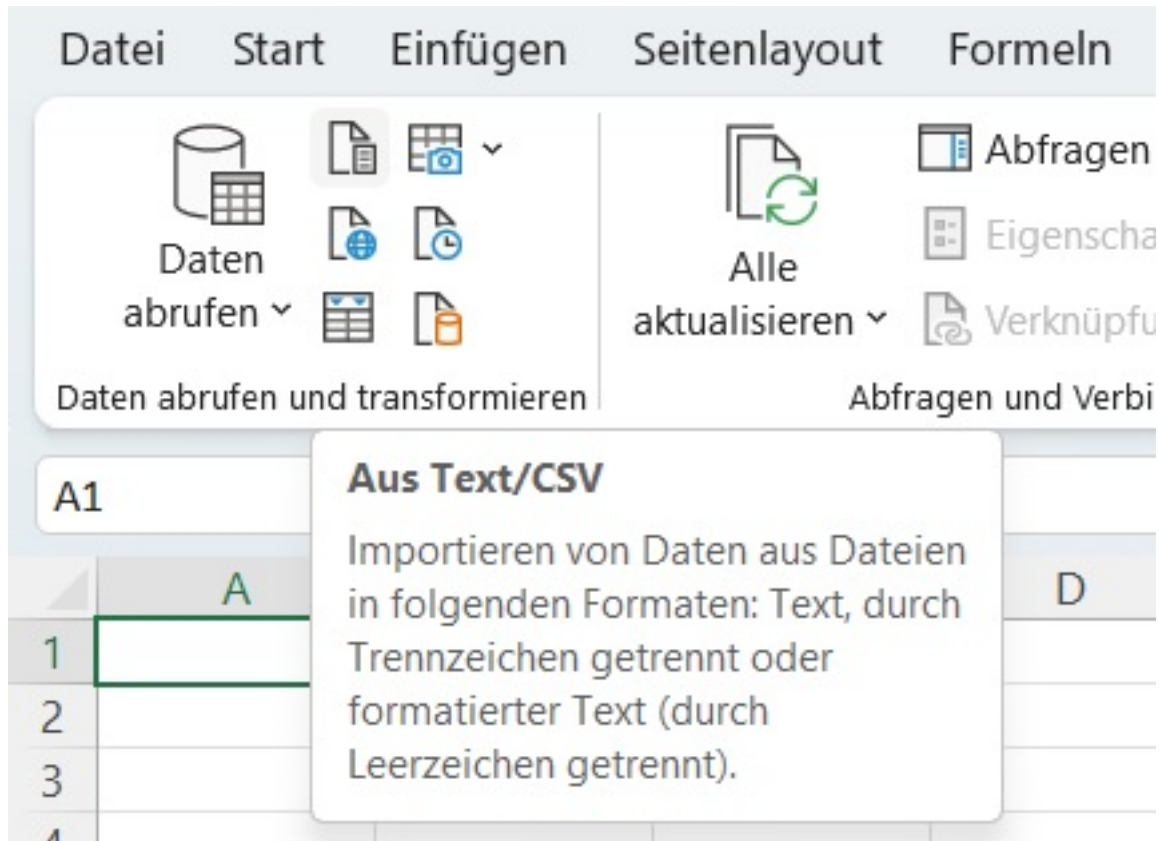 Datei Start Einfügen Seitenlayout Formeln
Daten
abrufen
Alle
aktualisieren
Abfragen
Eigenscha
Verknüpfu
Daten abrufen und transformieren
Abfragen und Verbi
A1
Aus Text/CSV
Importieren von Daten aus Dateien
in folgenden Formaten: Text, durch
Trennzeichen getrennt oder
formatierter Text (durch
Leerzeichen getrennt).
A D
1
2
3
4